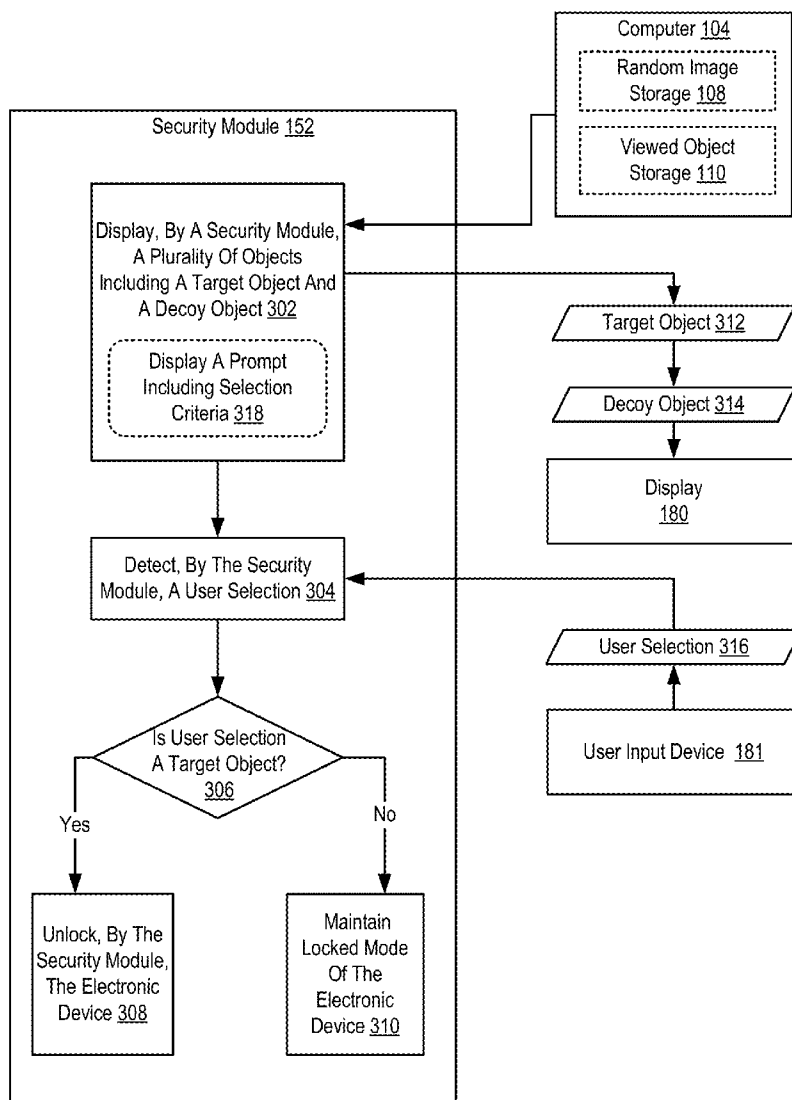 Computer 104
Random Image
Storage 108
Viewed Object
Storage 110
Security Module 152
Display, By A Security Module,
A Plurality Of Objects
Including A Target Object And
A Decoy Object 302
Display A Prompt
Including Selection
Criteria 318
Target Object 312
Decoy Object 314
Display
180
Detect, By The Security
Module, A User Selection 304
User Selection 316
User Input Device 181
Is User Selection
A Target Object?
306
Yes
No
Unlock, By The
Security Module,
The Electronic
Device 308
Maintain
Locked Mode
Of The
Electronic
Device 310